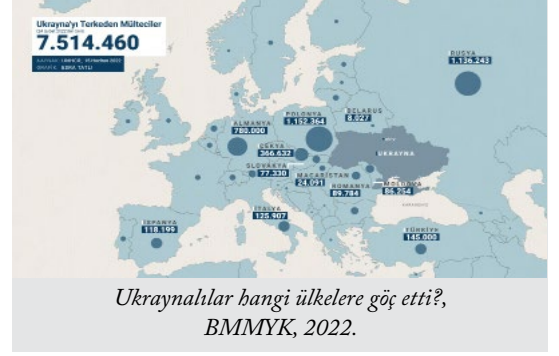 Ukrayna'yı Terkeden Mülteciler
7.514.460
RUSYA
1.136.243
POLONYA
1.152.364
BELARUS
8.027
ALMANYA
780.000
ÇEKYA
366.632
UKRAYNA
SLOVAKYA
77.330
MACARİSTAN
24.091
MOLDOVA
86.254
ROMANYA
89.784
İTALYA
125.907
İSPANYA
118.199
TÜRKİYE
145.000
Ukraynalılar hangi ülkelere göç etti?,
BMMYK, 2022.